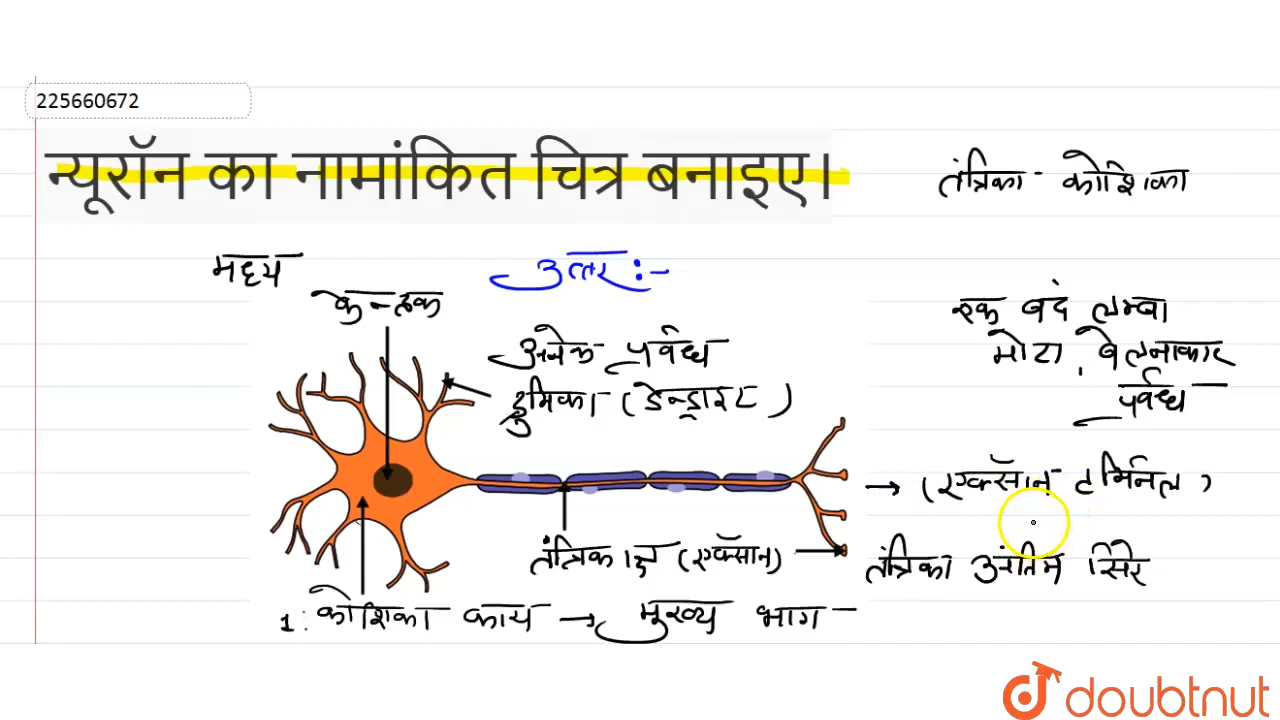 225660672
न्यूरॉन का नामांकित चित्र बनाइए।
तंत्रिका - कोशिका
मध्य
उत्तर :-
केन्द्रक
एक बंद लम्बा
अनेक प्रवर्ध
मोटा, बेलनाकार
द्रुमिका (डेन्ड्राइट)
प्रवर्ध
→ (एक्सॉन टर्मिनल)
तंत्रिकाक्ष (एक्सॉन)
तंत्रिका अंतिम सिरे
1: कोशिका काय → मुख्य भाग
doubtnut